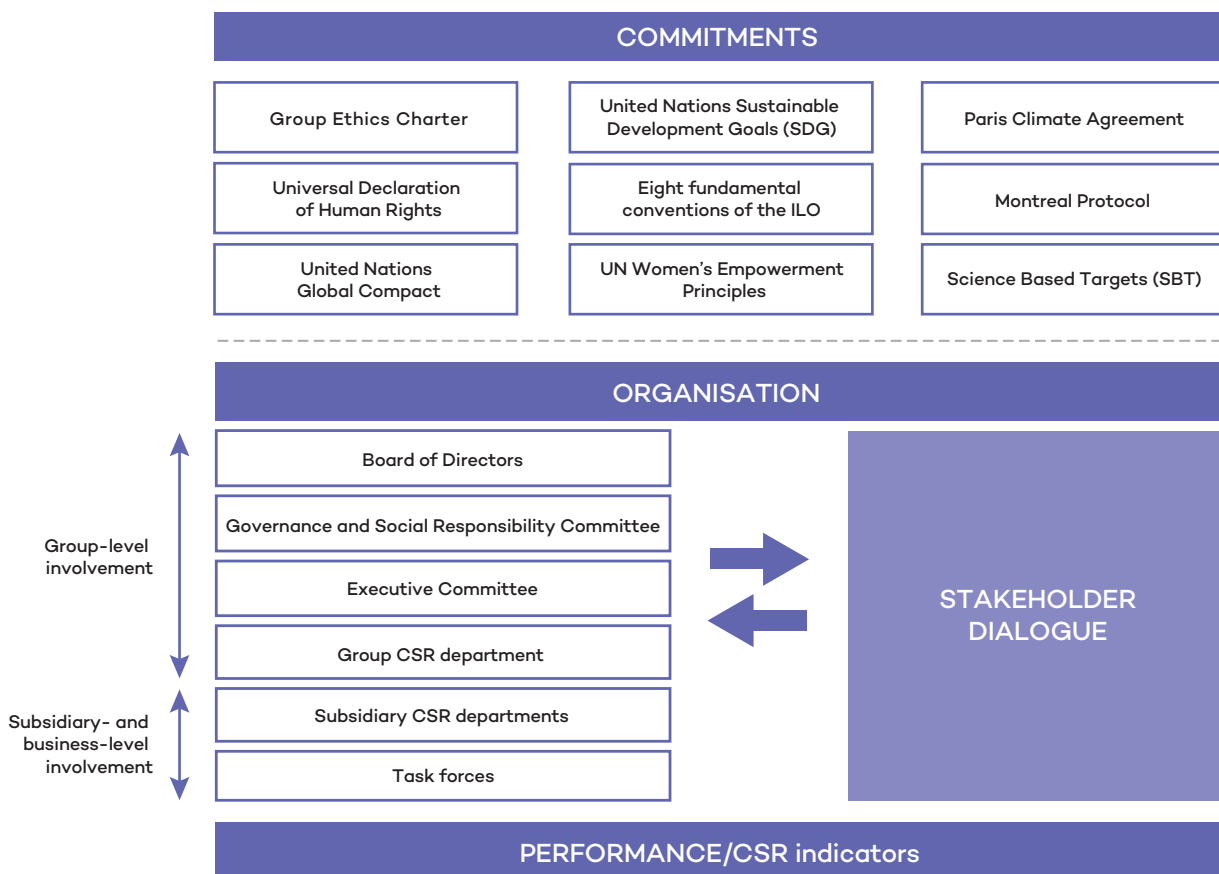 COMMITMENTS
Group Ethics Charter
United Nations Sustainable
Development Goals (SDG)
Paris Climate Agreement
Universal Declaration
of Human Rights
Eight fundamental
conventions of the ILO
Montreal Protocol
United Nations
Global Compact
UN Women’s Empowerment
Principles
Science Based Targets (SBT)
ORGANISATION
Group-level
involvement
Board of Directors
Governance and Social Responsibility Committee
Executive Committee
Group CSR department
Subsidiary- and
business-level
involvement
Subsidiary CSR departments
Task forces
STAKEHOLDER
DIALOGUE
PERFORMANCE/CSR indicators